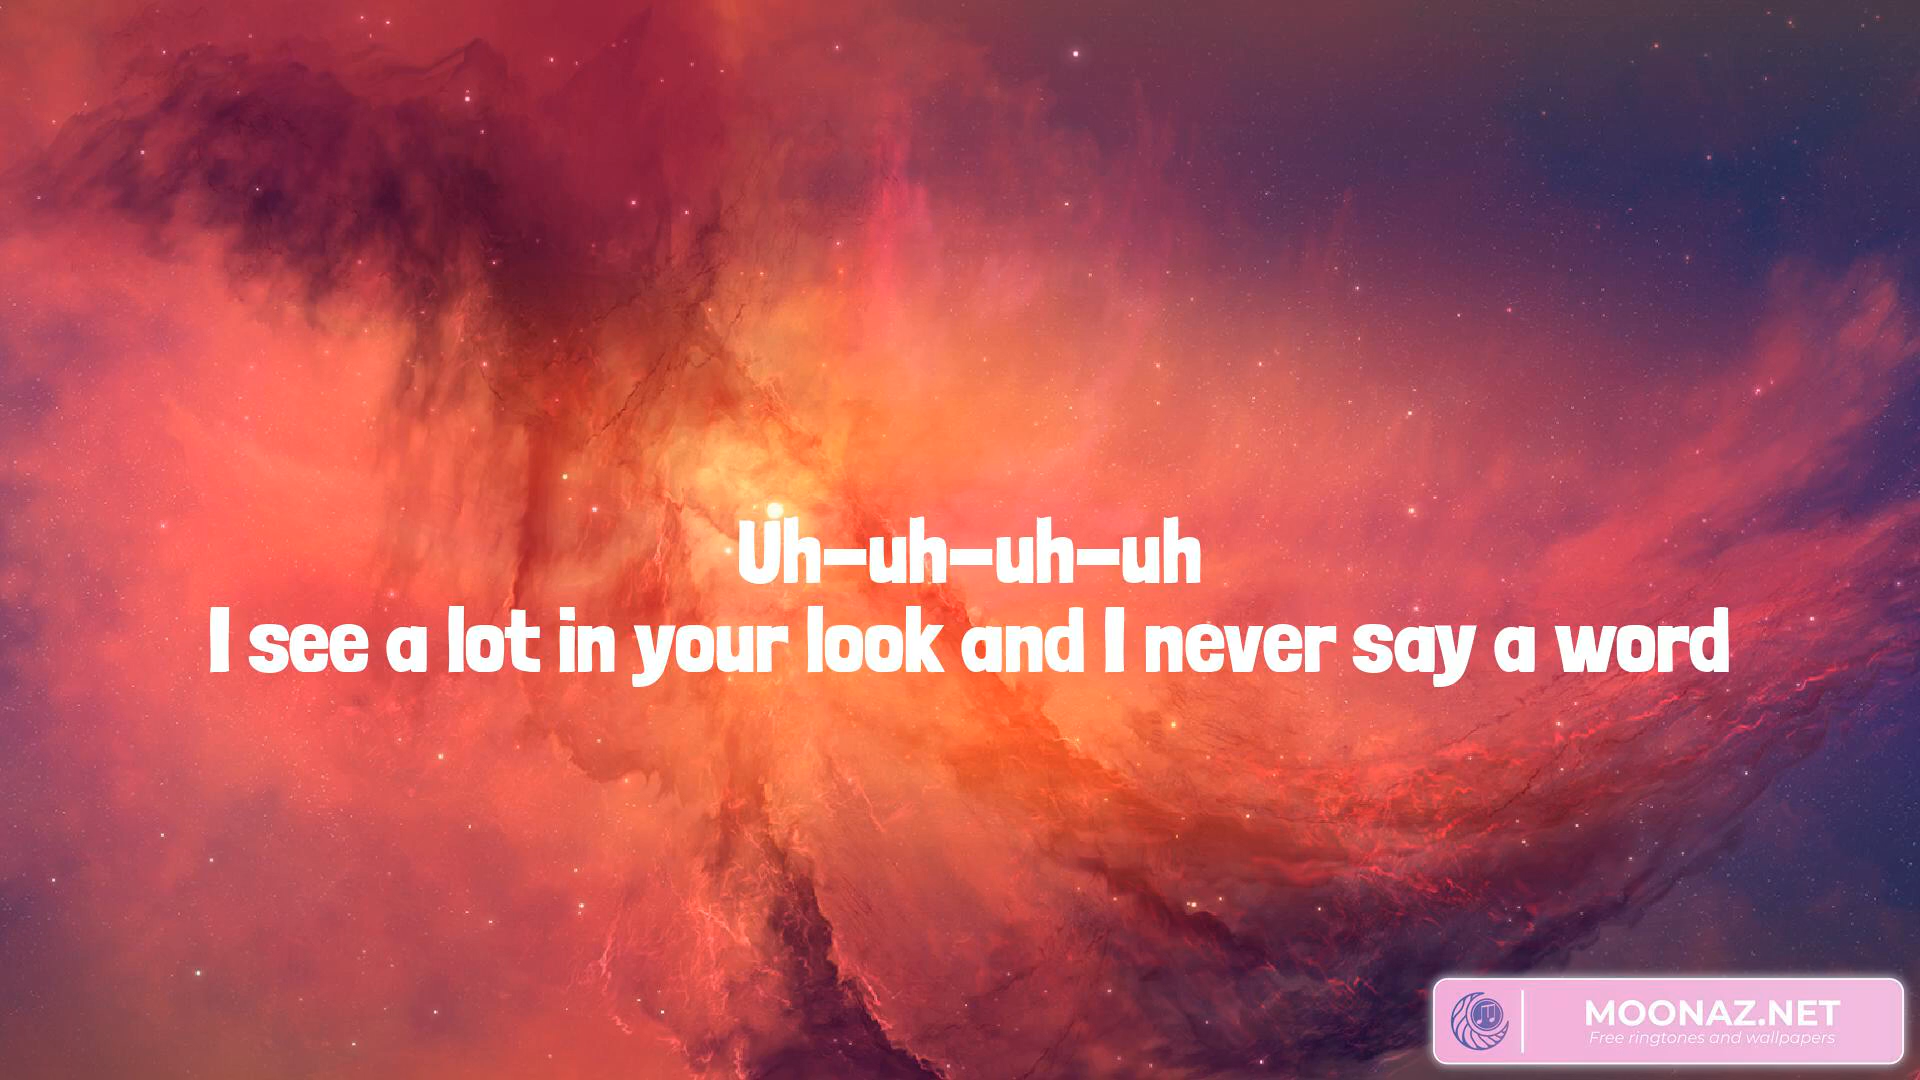 Uh-uh-uh-uh
I see a lot in your look and I never say a word
MOONAZ.NET
Free ringtones and wallpapers